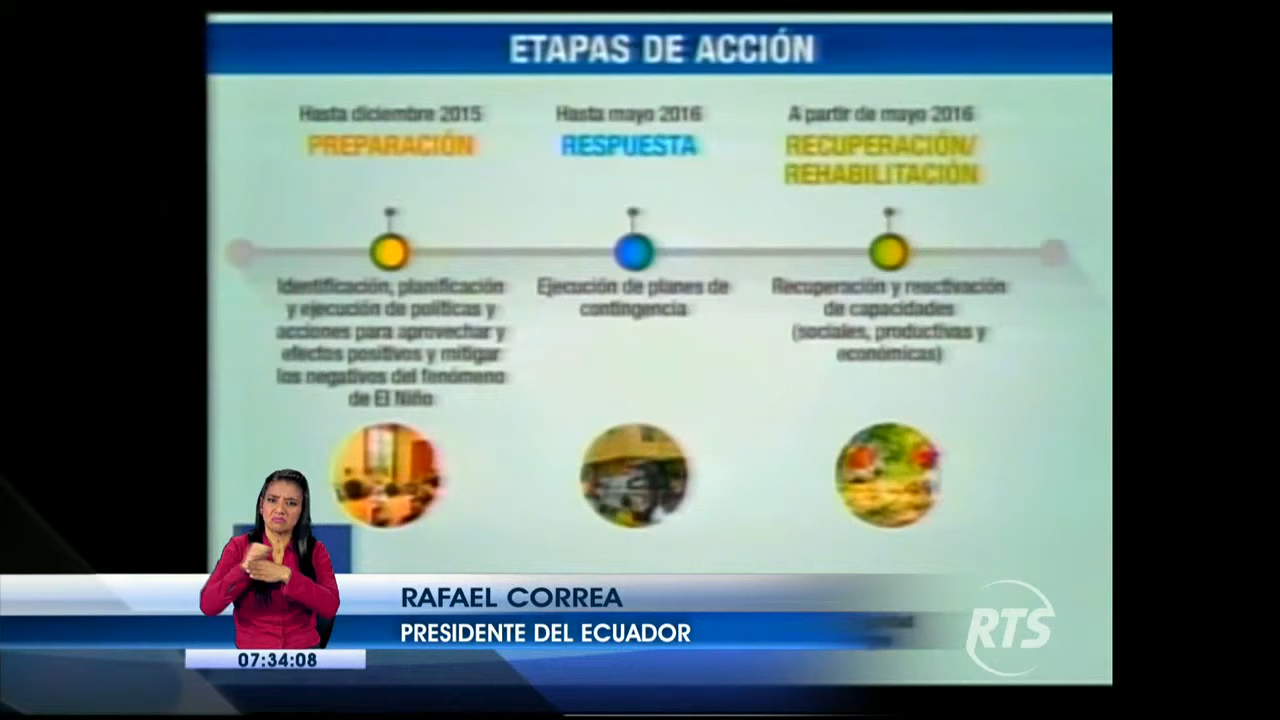 ETAPAS DE ACCIÓN
Hasta diciembre 2015
PREPARACIÓN
Hasta mayo 2016
RESPUESTA
A partir de mayo 2016
RECUPERACIÓN/
REHABILITACIÓN
Identificación, planificación
y ejecución de políticas y
acciones para aprovechar y
efectos positivos y mitigar
los negativos del fenómeno
de El Niño
Ejecución de planes de
contingencia
Recuperación y reactivación
de capacidades
(sociales, productivas y
económicas)
RAFAEL CORREA
PRESIDENTE DEL ECUADOR
07:34:08
RTS